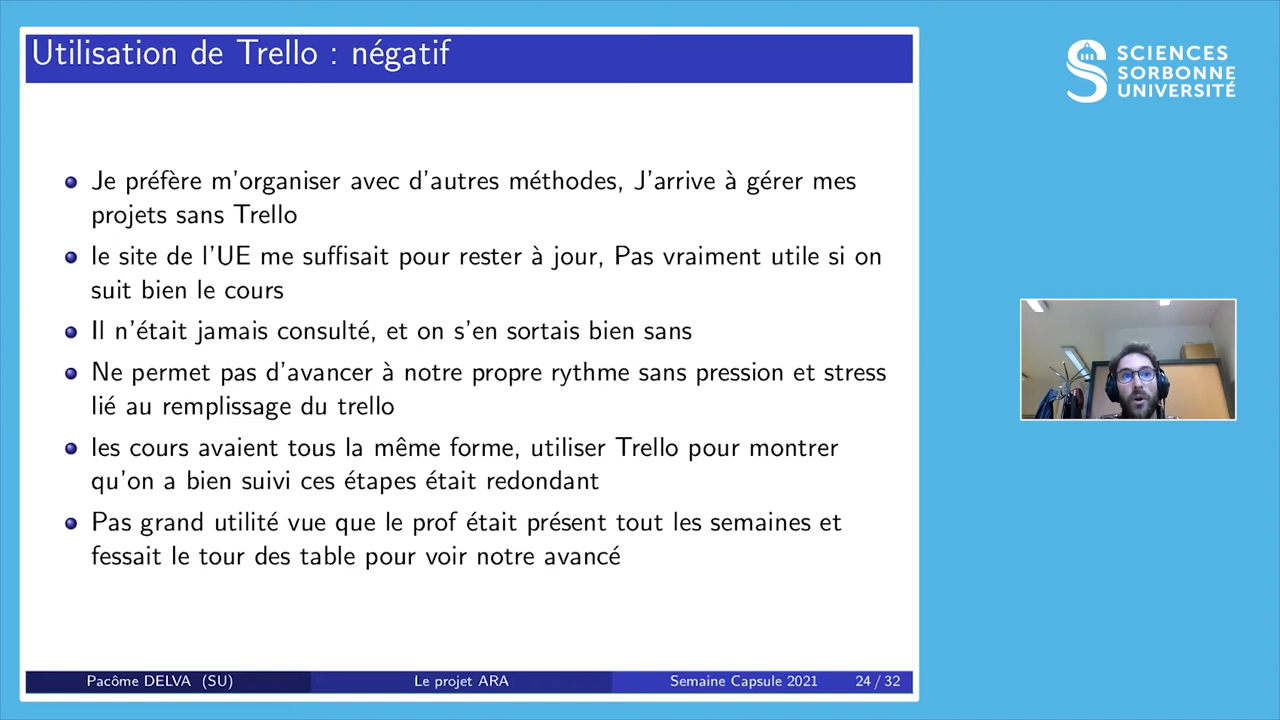 Utilisation de Trello : négatif
SCIENCES
SORBONNE
UNIVERSITÉ
Je préfère m'organiser avec d'autres méthodes, J'arrive à gérer mes
projets sans Trello
le site de l'UE me suffisait pour rester à jour, Pas vraiment utile si on
suit bien le cours
Il n'était jamais consulté, et on s'en sortais bien sans
Ne permet pas d'avancer à notre propre rythme sans pression et stress
lié au remplissage du trello
les cours avaient tous la même forme, utiliser Trello pour montrer
qu'on a bien suivi ces étapes était redondant
Pas grand utilité vue que le prof était présent tout les semaines et
fessait le tour des table pour voir notre avancé
Pacôme DELVA (SU)
Le projet ARA
Semaine Capsule 2021
24 / 32